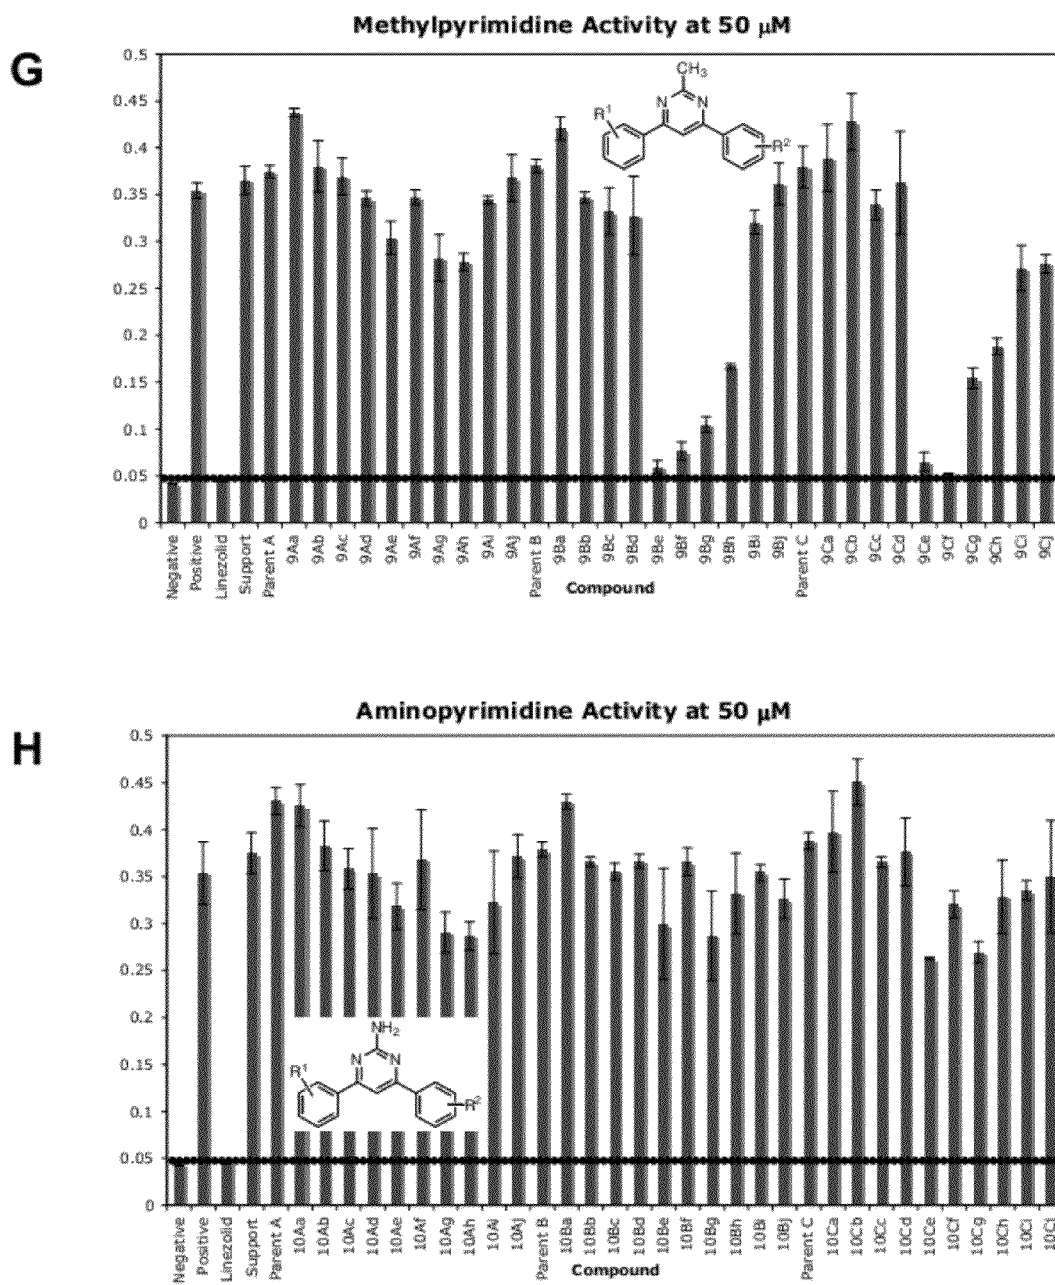 Methylpyrimidine Activity at 50 μM
G
0.5
0.45
0.4
0.35
0.3
0.25
0.2
0.15
0.1
0.05
0
CH3
N N
R1
R2
Negative
Positive
Linezolid
Support
Parent A
9Aa
9Ab
9Ac
9Ad
9Ae
9Af
9Ag
9Ah
9Ai
9Aj
Parent B
9Ba
9Bb
9Bc
9Bd
9Be
9Bf
9Bg
9Bh
9Bi
9Bj
Parent C
9Ca
9Cb
9Cc
9Cd
9Ce
9Cf
9Cg
9Ch
9Ci
9Cj
Compound
Aminopyrimidine Activity at 50 μM
H
0.5
0.45
0.4
0.35
0.3
0.25
0.2
0.15
0.1
0.05
0
NH2
N N
R1
R2
Negative
Positive
Linezolid
Support
Parent A
10Aa
10Ab
10Ac
10Ad
10Ae
10Af
10Ag
10Ah
10Ai
10Aj
Parent B
10Ba
10Bb
10Bc
10Bd
10Be
10Bf
10Bg
10Bh
10Bi
10Bj
Parent C
10Ca
10Cb
10Cc
10Cd
10Ce
10Cf
10Cg
10Ch
10Ci
10Cj
Compound